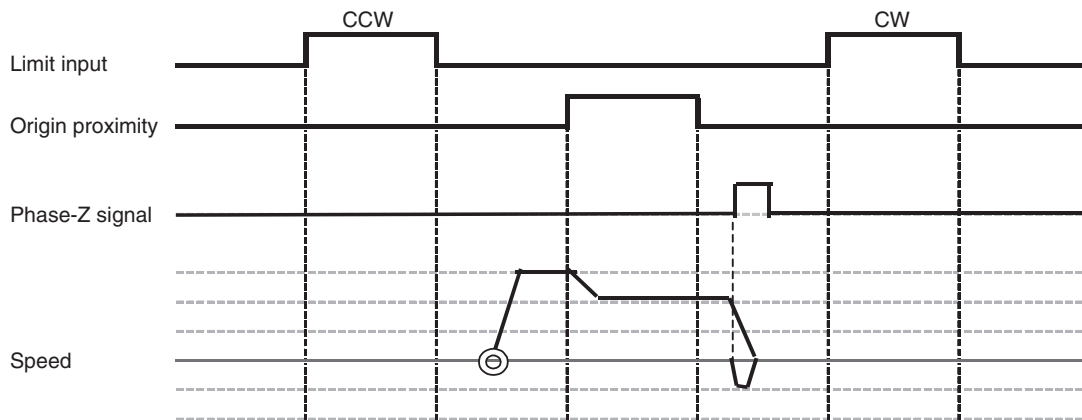 CCW
CW
Limit input
Origin proximity
Phase-Z signal
Speed